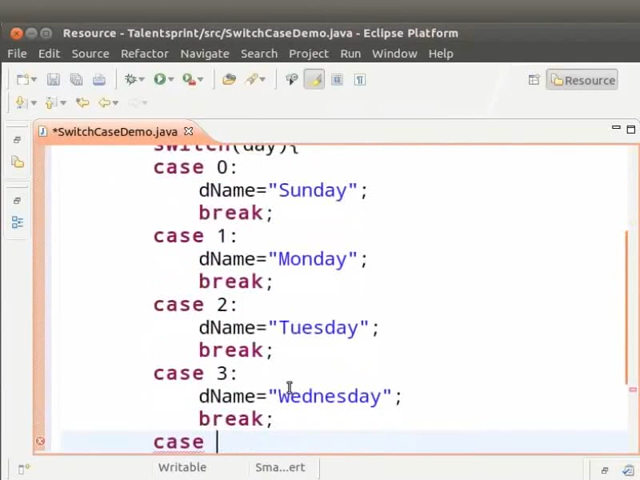 Resource - Talentsprint/src/SwitchCaseDemo.java - Eclipse Platform
File Edit Source Refactor Navigate Search Project Run Window Help
Resource
*SwitchCaseDemo.java
switch(day){
case 0:
dName="Sunday";
break;
case 1:
dName="Monday";
break;
case 2:
dName="Tuesday";
break;
case 3:
dName="Wednesday";
break;
case
Writable Sma...ert